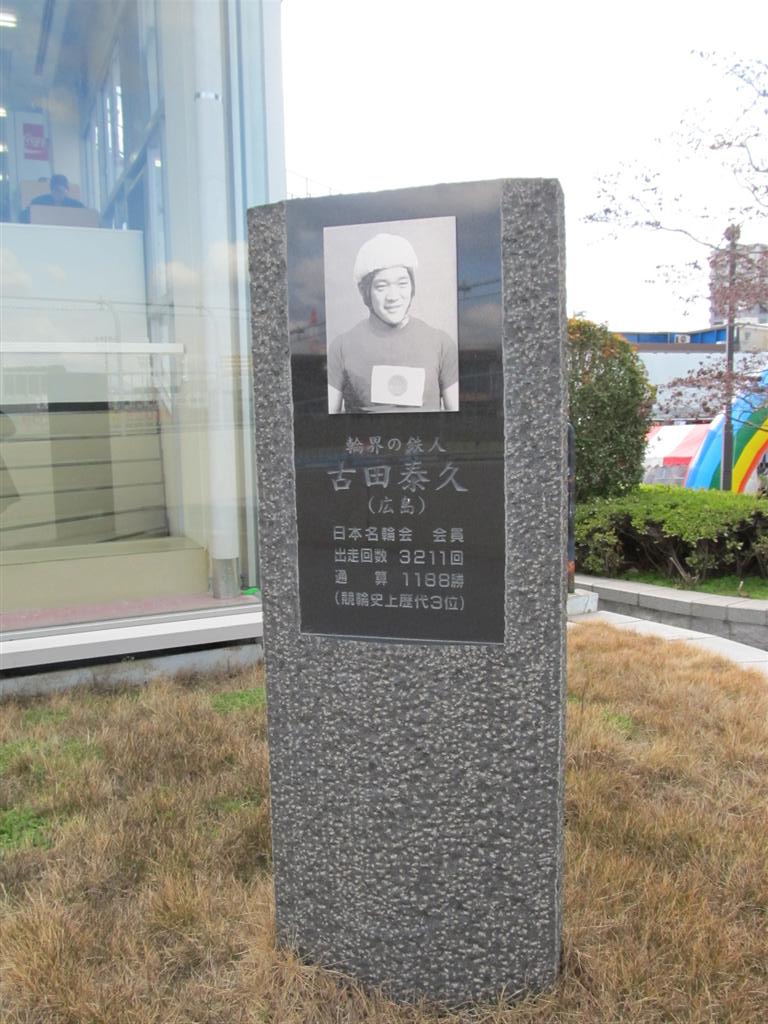 輪界の鉄人
古田泰久
(広島)
日本名輪会 会員
出走回数 3211回
通 算 1188勝
(競輪史上歴代3位)